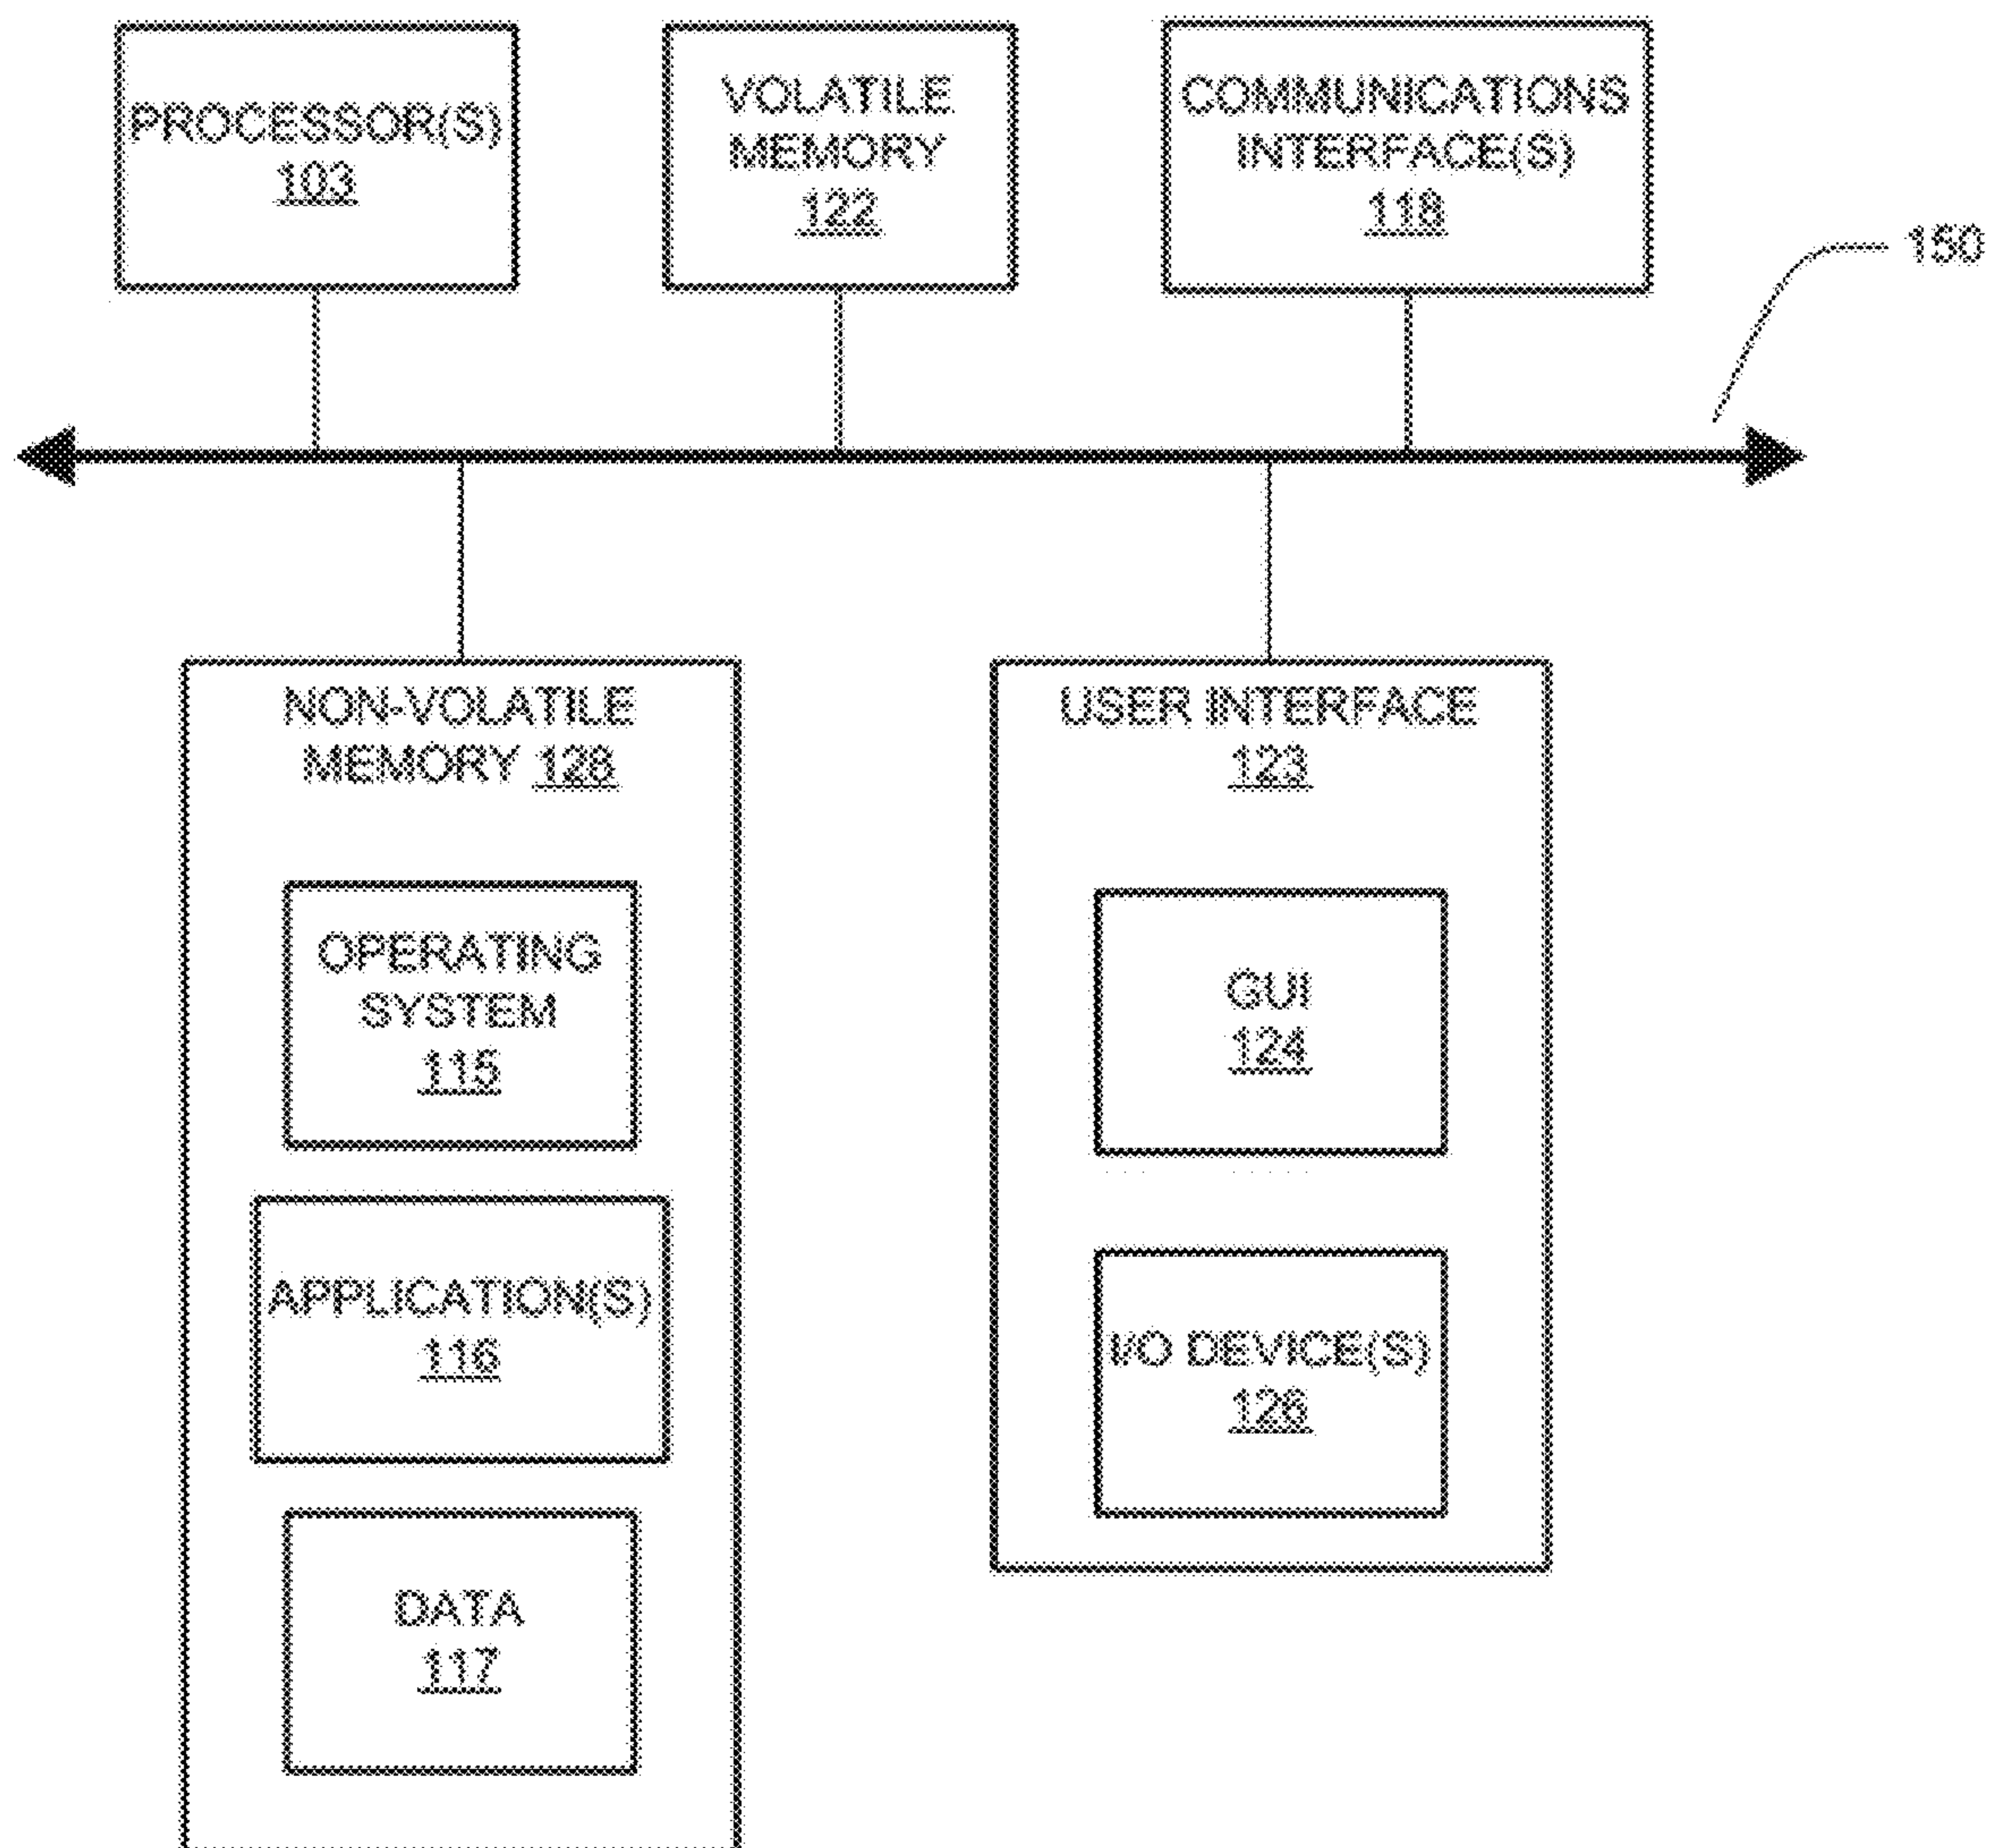 PROCESSOR(S)
103
VOLATILE
MEMORY
122
COMMUNICATIONS
INTERFACE(S)
118
150
NON-VOLATILE
MEMORY 128
OPERATING
SYSTEM
115
APPLICATION(S)
116
DATA
117
USER INTERFACE
123
GUI
124
I/O DEVICE(S)
126